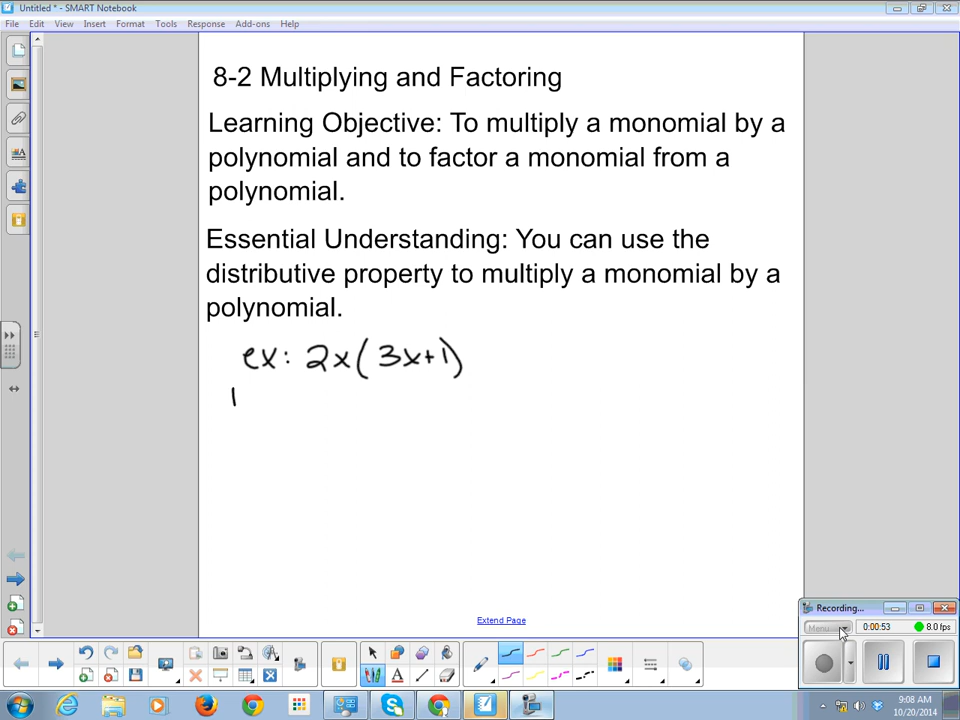 Untitled * - SMART Notebook
File Edit View Insert Format Tools Response Add-ons Help
8-2 Multiplying and Factoring
Learning Objective: To multiply a monomial by a
polynomial and to factor a monomial from a
polynomial.
Essential Understanding: You can use the
distributive property to multiply a monomial by a
polynomial.
ex: 2x(3x+1)
Extend Page
Recording...
Menu
0:00:53
8.0 fps
9:08 AM
10/20/2014